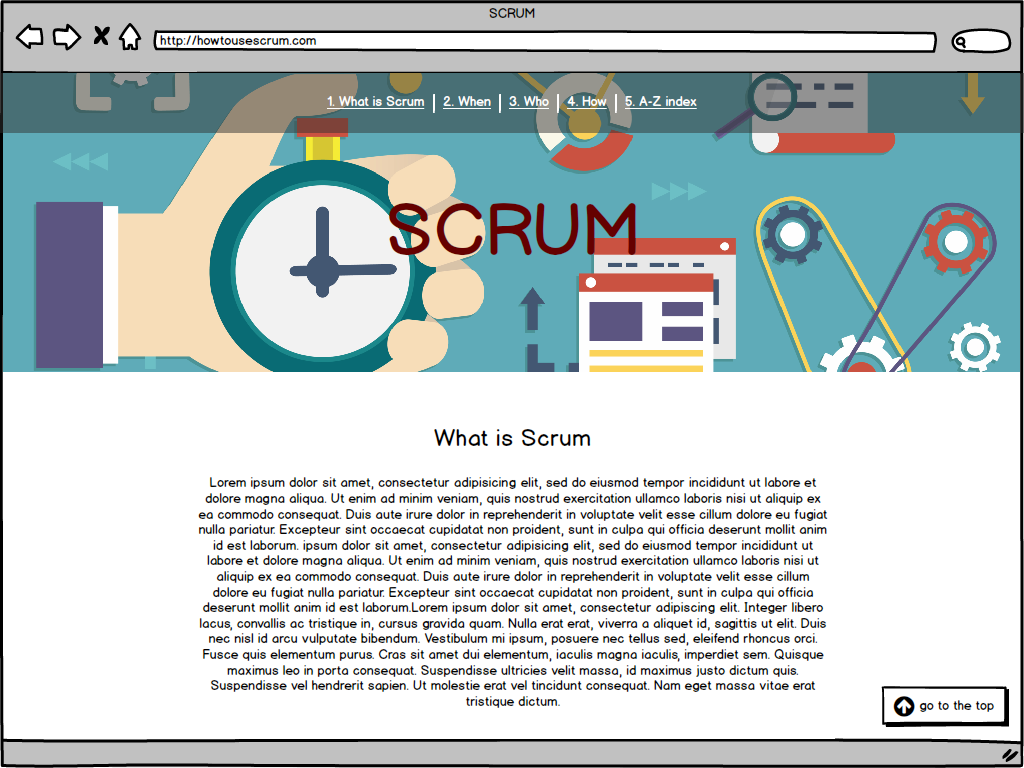 SCRUM
http://howtousescrum.com
1. What is Scrum | 2. When | 3. Who | 4. How | 5. A-Z index
SCRUM
What is Scrum
Lorem ipsum dolor sit amet, consectetur adipisicing elit, sed do eiusmod tempor incididunt ut labore et
dolore magna aliqua. Ut enim ad minim veniam, quis nostrud exercitation ullamco laboris nisi ut aliquip ex
ea commodo consequat. Duis aute irure dolor in reprehenderit in voluptate velit esse cillum dolore eu fugiat
nulla pariatur. Excepteur sint occaecat cupidatat non proident, sunt in culpa qui officia deserunt mollit anim
id est laborum. ipsum dolor sit amet, consectetur adipisicing elit, sed do eiusmod tempor incididunt ut
labore et dolore magna aliqua. Ut enim ad minim veniam, quis nostrud exercitation ullamco laboris nisi ut
aliquip ex ea commodo consequat. Duis aute irure dolor in reprehenderit in voluptate velit esse cillum
dolore eu fugiat nulla pariatur. Excepteur sint occaecat cupidatat non proident, sunt in culpa qui officia
deserunt mollit anim id est laborum.Lorem ipsum dolor sit amet, consectetur adipiscing elit. Integer libero
lacus, convallis ac tristique in, cursus gravida quam. Nulla erat erat, viverra a aliquet id, sagittis ut elit. Duis
nec nisl id arcu vulputate bibendum. Vestibulum mi ipsum, posuere nec tellus sed, eleifend rhoncus orci.
Fusce quis elementum purus. Cras sit amet dui elementum, iaculis magna iaculis, imperdiet sem. Quisque
maximus leo in porta consequat. Suspendisse ultricies velit massa, id maximus justo dictum quis.
Suspendisse vel hendrerit sapien. Ut molestie erat vel tincidunt consequat. Nam eget massa vitae erat
tristique dictum.
go to the top